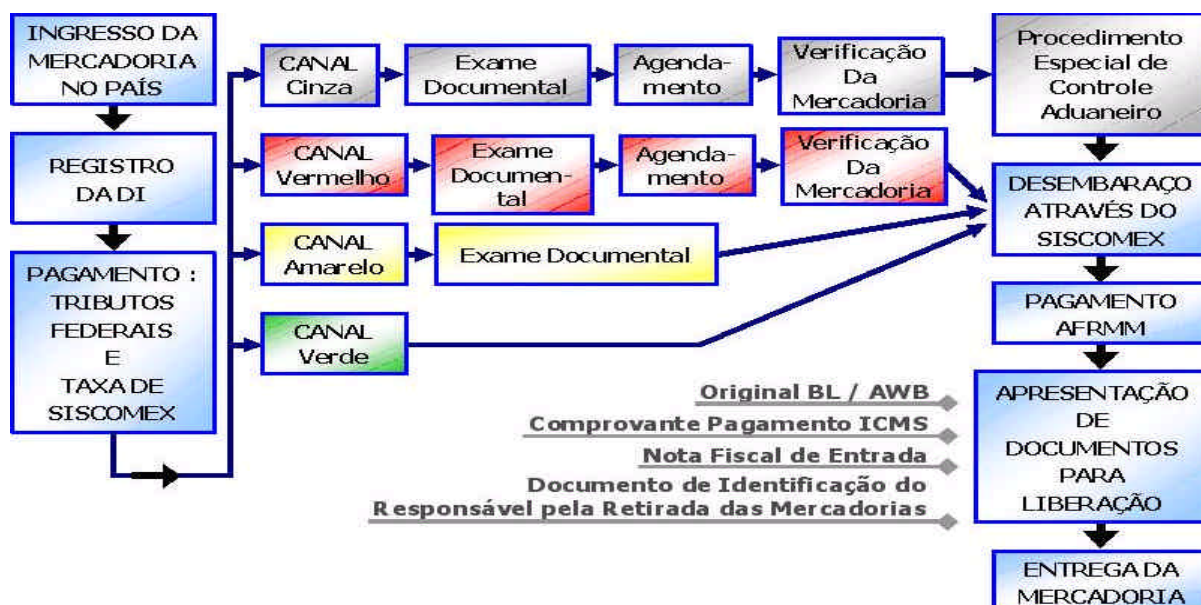 INGRESSO DA
MERCADORIA
NO PAÍS
REGISTRO
DA DI
PAGAMENTO :
TRIBUTOS
FEDERAIS
E
TAXA DE
SISCOMEX
CANAL
Cinza
Exame
Documental
Agenda-
mento
Verificação
Da
Mercadoria
Procedimento
Especial de
Controle
Aduaneiro
CANAL
Vermelho
Exame
Documen-
tal
Agenda-
mento
Verificação
Da
Mercadoria
CANAL
Amarelo
Exame Documental
CANAL
Verde
DESEMBARAÇO
ATRAVÉS DO
SISCOMEX
PAGAMENTO
AFRMM
Original BL / AWB
Comprovante Pagamento ICMS
Nota Fiscal de Entrada
Documento de Identificação do
Responsável pela Retirada das Mercadorias
APRESENTAÇÃO
DE
DOCUMENTOS
PARA
LIBERAÇÃO
ENTREGA DA
MERCADORIA